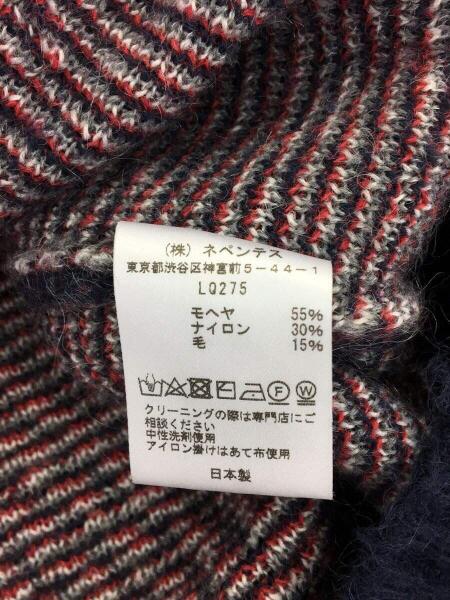 (株) ネペンテス
東京都渋谷区神宮前5-44-1
LQ275
モヘヤ 55%
ナイロン 30%
毛 15%
クリーニングの際は専門店にご
相談ください
中性洗剤使用
アイロン掛けはあて布使用
日本製